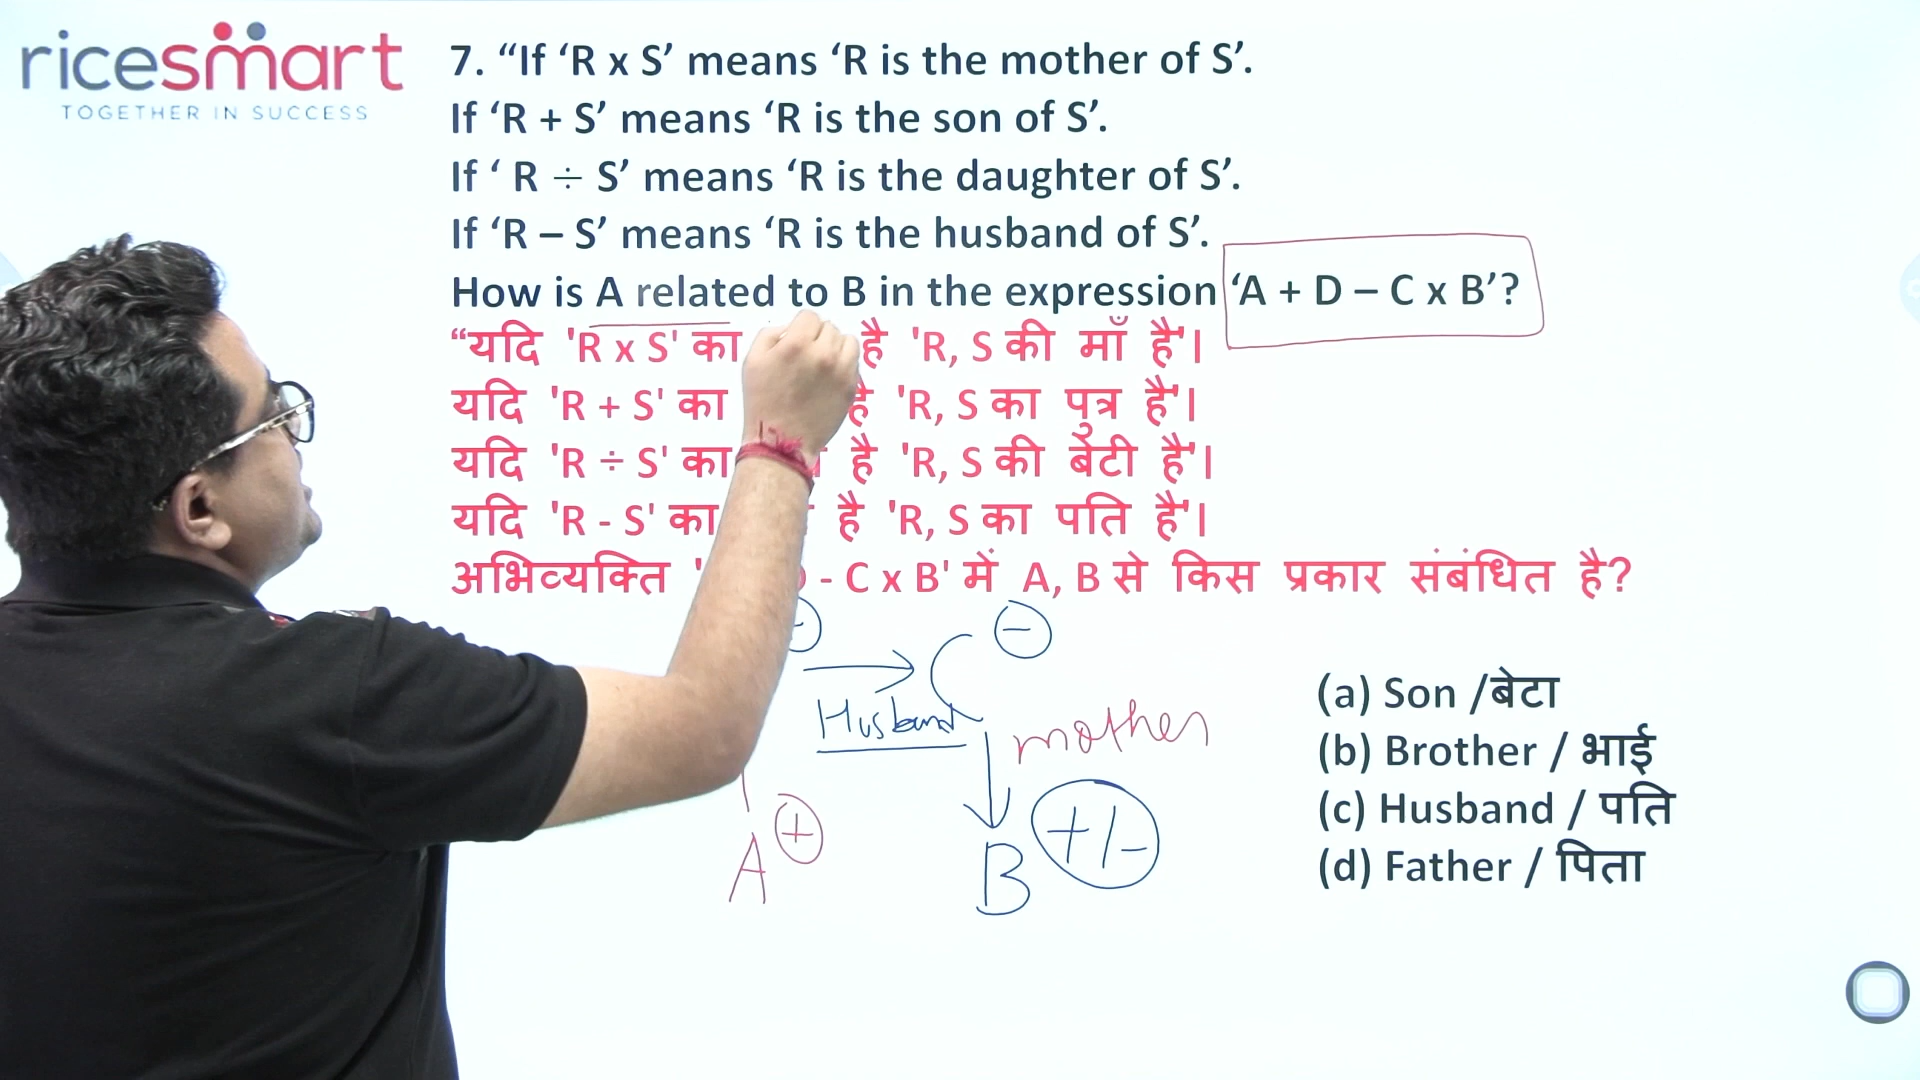 ricesmart
TOGETHER IN SUCCESS
7. “If ‘R x S’ means ‘R is the mother of S’.
If ‘R + S’ means ‘R is the son of S’.
If ‘ R ÷ S’ means ‘R is the daughter of S’.
If ‘R – S’ means ‘R is the husband of S’.
How is A related to B in the expression ‘A + D – C x B’?
“यदि 'R x S' का है 'R, S की माँ है'।
यदि 'R + S' का है 'R, S का पुत्र है'।
यदि 'R ÷ S' का है 'R, S की बेटी है'।
यदि 'R - S' का है 'R, S का पति है'।
अभिव्यक्ति ' - C x B' में A, B से किस प्रकार संबंधित है?
−
Husband
mother
A +
B +/-
(a) Son /बेटा
(b) Brother / भाई
(c) Husband / पति
(d) Father / पिता